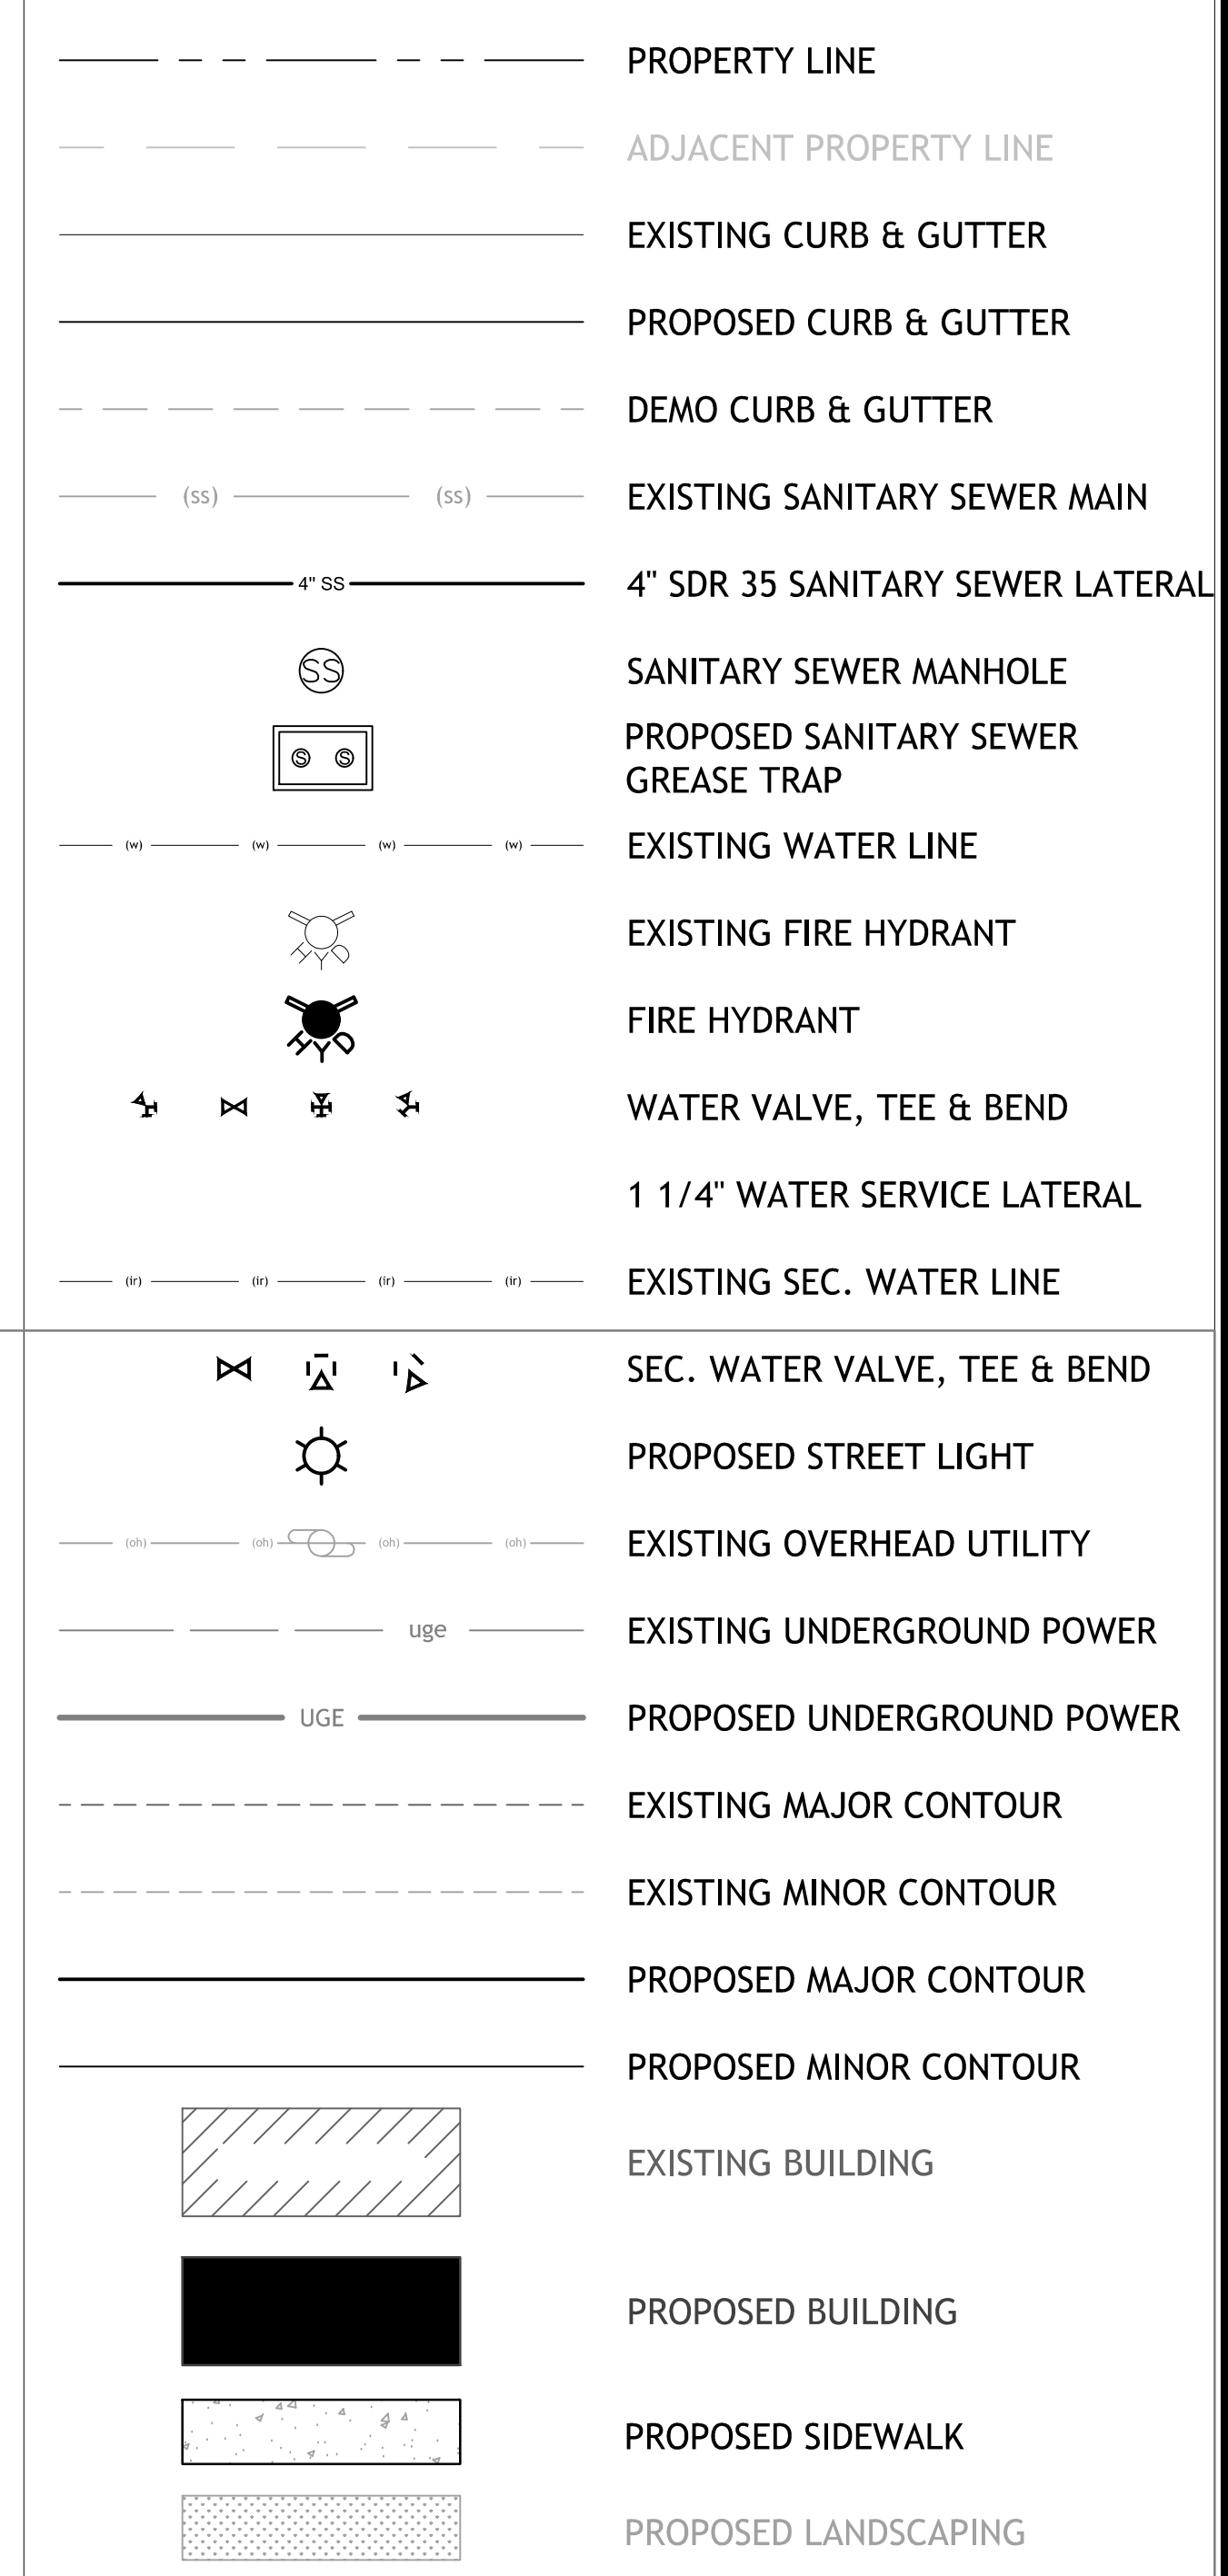 PROPERTY LINE
ADJACENT PROPERTY LINE
EXISTING CURB & GUTTER
PROPOSED CURB & GUTTER
DEMO CURB & GUTTER
(ss) (ss) EXISTING SANITARY SEWER MAIN
4" SS 4" SDR 35 SANITARY SEWER LATERAL
SS SANITARY SEWER MANHOLE
PROPOSED SANITARY SEWER
S S GREASE TRAP
(w) (w) (w) (w) EXISTING WATER LINE
HYD EXISTING FIRE HYDRANT
HYD FIRE HYDRANT
WATER VALVE, TEE & BEND
1 1/4" WATER SERVICE LATERAL
(ir) (ir) (ir) (ir) EXISTING SEC. WATER LINE
SEC. WATER VALVE, TEE & BEND
PROPOSED STREET LIGHT
(oh) (oh) (oh) (oh) EXISTING OVERHEAD UTILITY
uge EXISTING UNDERGROUND POWER
UGE PROPOSED UNDERGROUND POWER
EXISTING MAJOR CONTOUR
EXISTING MINOR CONTOUR
PROPOSED MAJOR CONTOUR
PROPOSED MINOR CONTOUR
EXISTING BUILDING
PROPOSED BUILDING
PROPOSED SIDEWALK
PROPOSED LANDSCAPING